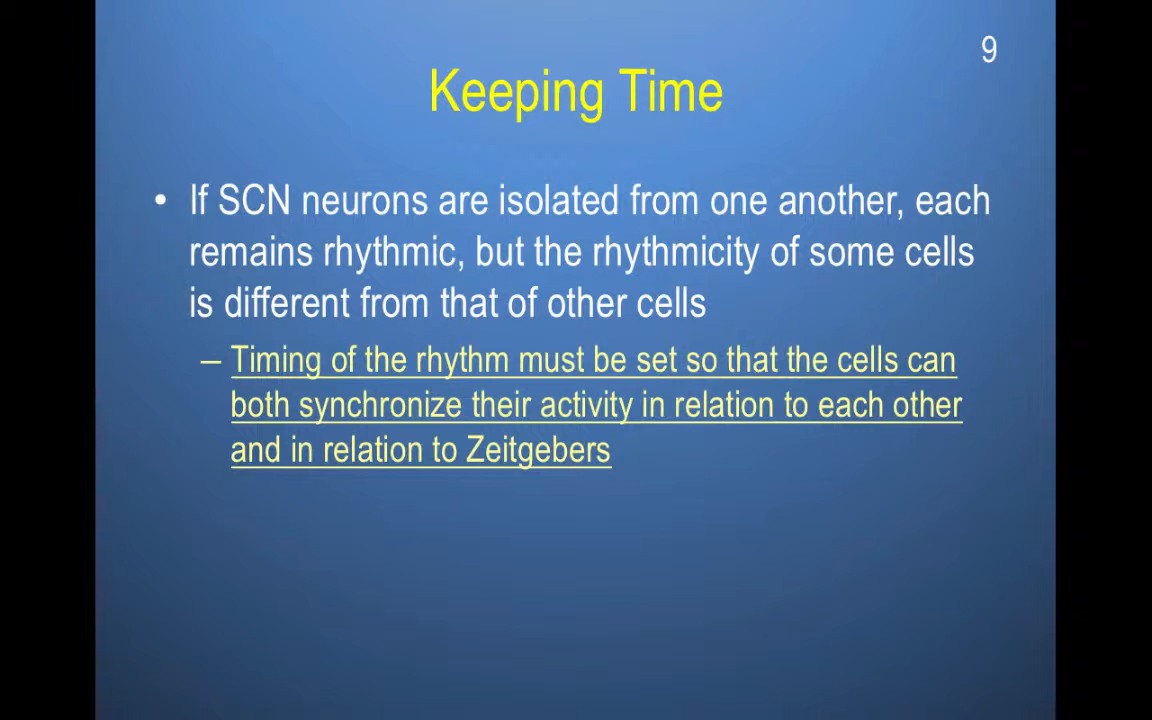 9
Keeping Time
• If SCN neurons are isolated from one another, each
remains rhythmic, but the rhythmicity of some cells
is different from that of other cells
– Timing of the rhythm must be set so that the cells can
both synchronize their activity in relation to each other
and in relation to Zeitgebers